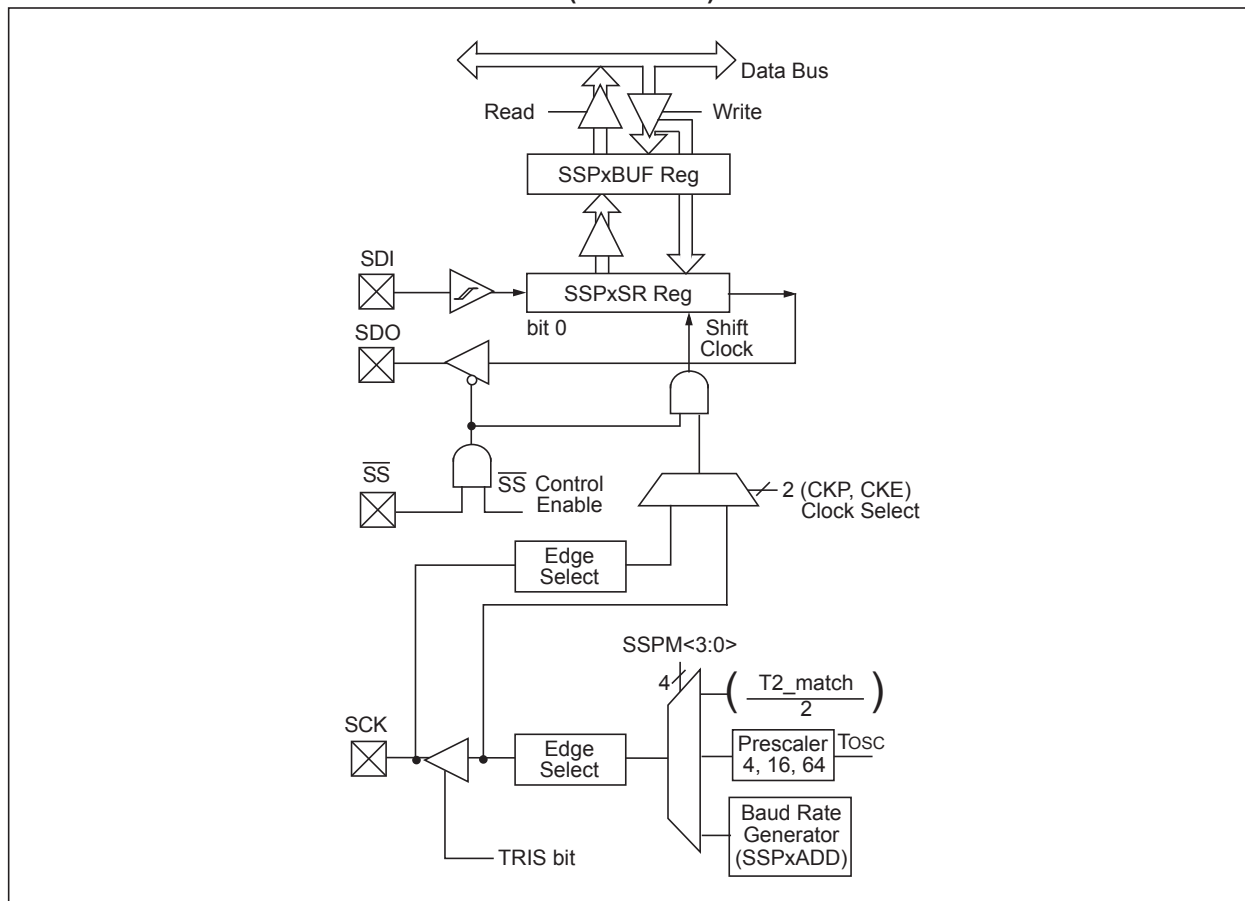 Data Bus
Read
Write
SSPxBUF Reg
SDI
SSPxSR Reg
bit 0
Shift
Clock
SDO
SS
SS Control
Enable
2 (CKP, CKE)
Clock Select
Edge
Select
SSPM<3:0>
4
( T2_match )
2
SCK
Edge
Select
Prescaler
4, 16, 64
TOSC
Baud Rate
Generator
(SSPxADD)
TRIS bit